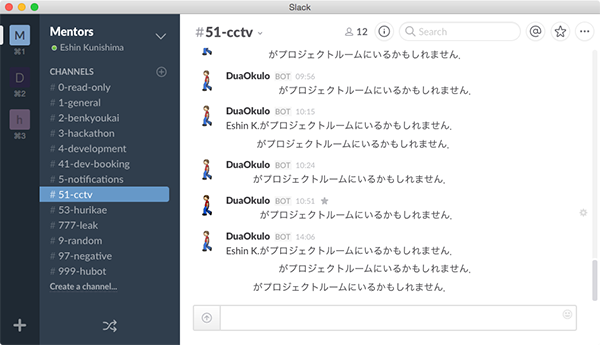 Slack
M
⌘1
D
⌘2
h
⌘3
Mentors
Eshin Kunishima
CHANNELS
# 0-read-only
# 1-general
# 2-benkyoukai
# 3-hackathon
# 4-development
# 41-dev-booking
# 5-notifications
# 51-cctv
# 53-hurikae
# 777-leak
# 9-random
# 97-negative
# 999-hubot
Create a channel...
#51-cctv
12
Search
がプロジェクトルームにいるかもしれません.
DuaOkulo BOT 09:56
がプロジェクトルームにいるかもしれません.
DuaOkulo BOT 10:15
Eshin K.がプロジェクトルームにいるかもしれません.
がプロジェクトルームにいるかもしれません.
DuaOkulo BOT 10:24
がプロジェクトルームにいるかもしれません.
DuaOkulo BOT 10:51
がプロジェクトルームにいるかもしれません.
DuaOkulo BOT 14:06
Eshin K.がプロジェクトルームにいるかもしれません.
がプロジェクトルームにいるかもしれません.
がプロジェクトルームにいるかもしれません.